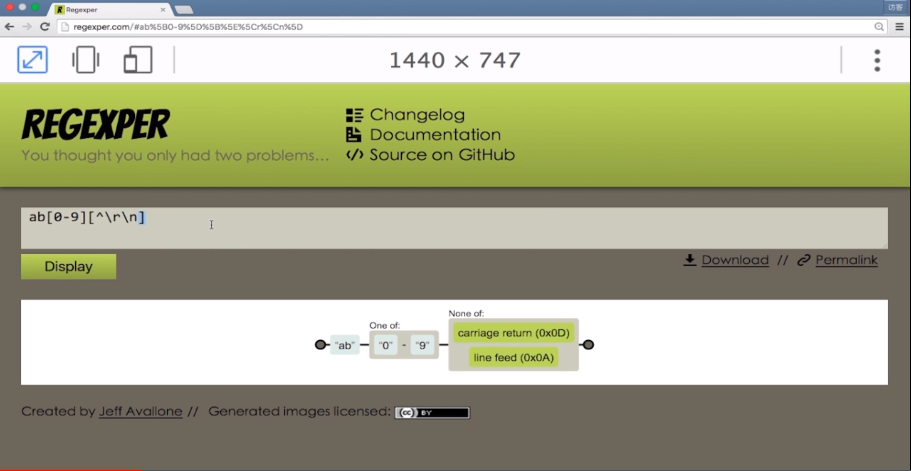 Regexper
访客
regexper.com/#ab%5B0-9%5D%5B%5E%5Cr%5Cn%5D
1440 × 747
REGEXPER
You thought you only had two problems...
Changelog
Documentation
Source on GitHub
ab[0-9][^\r\n]
Display
Download // Permalink
None of:
One of:
carriage return (0x0D)
“ab” “0” - “9”
line feed (0x0A)
Created by Jeff Avallone // Generated images licensed: (cc) BY